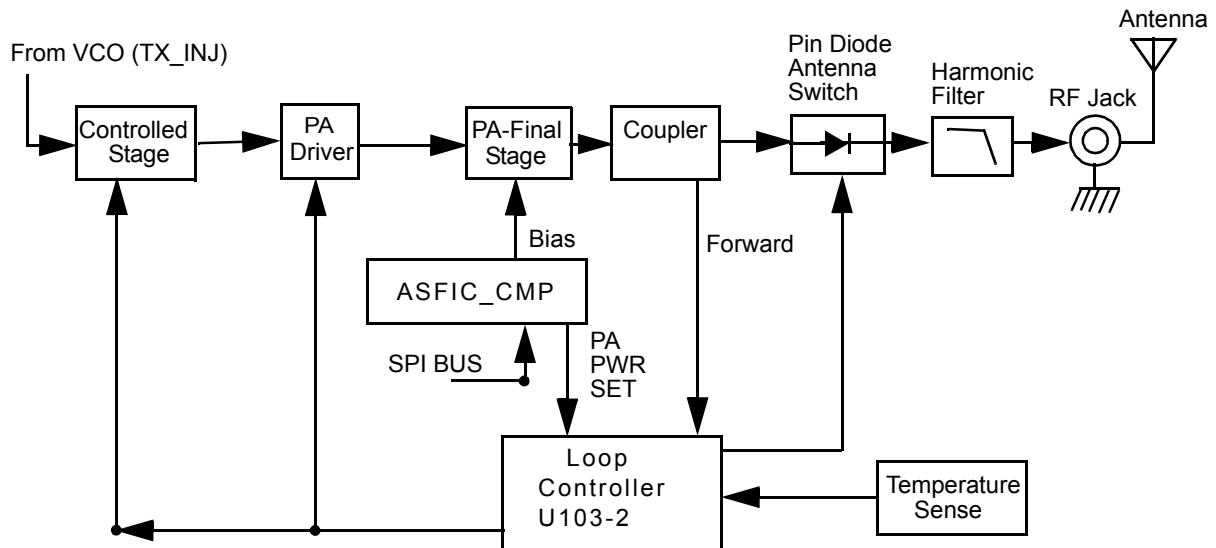 Antenna
From VCO (TX_INJ)
Pin Diode
Antenna
Switch
Harmonic
Filter
RF Jack
Controlled
Stage
PA
Driver
PA-Final
Stage
Coupler
Bias
Forward
ASFIC_CMP
SPI BUS
PA
PWR
SET
Loop
Controller
U103-2
Temperature
Sense